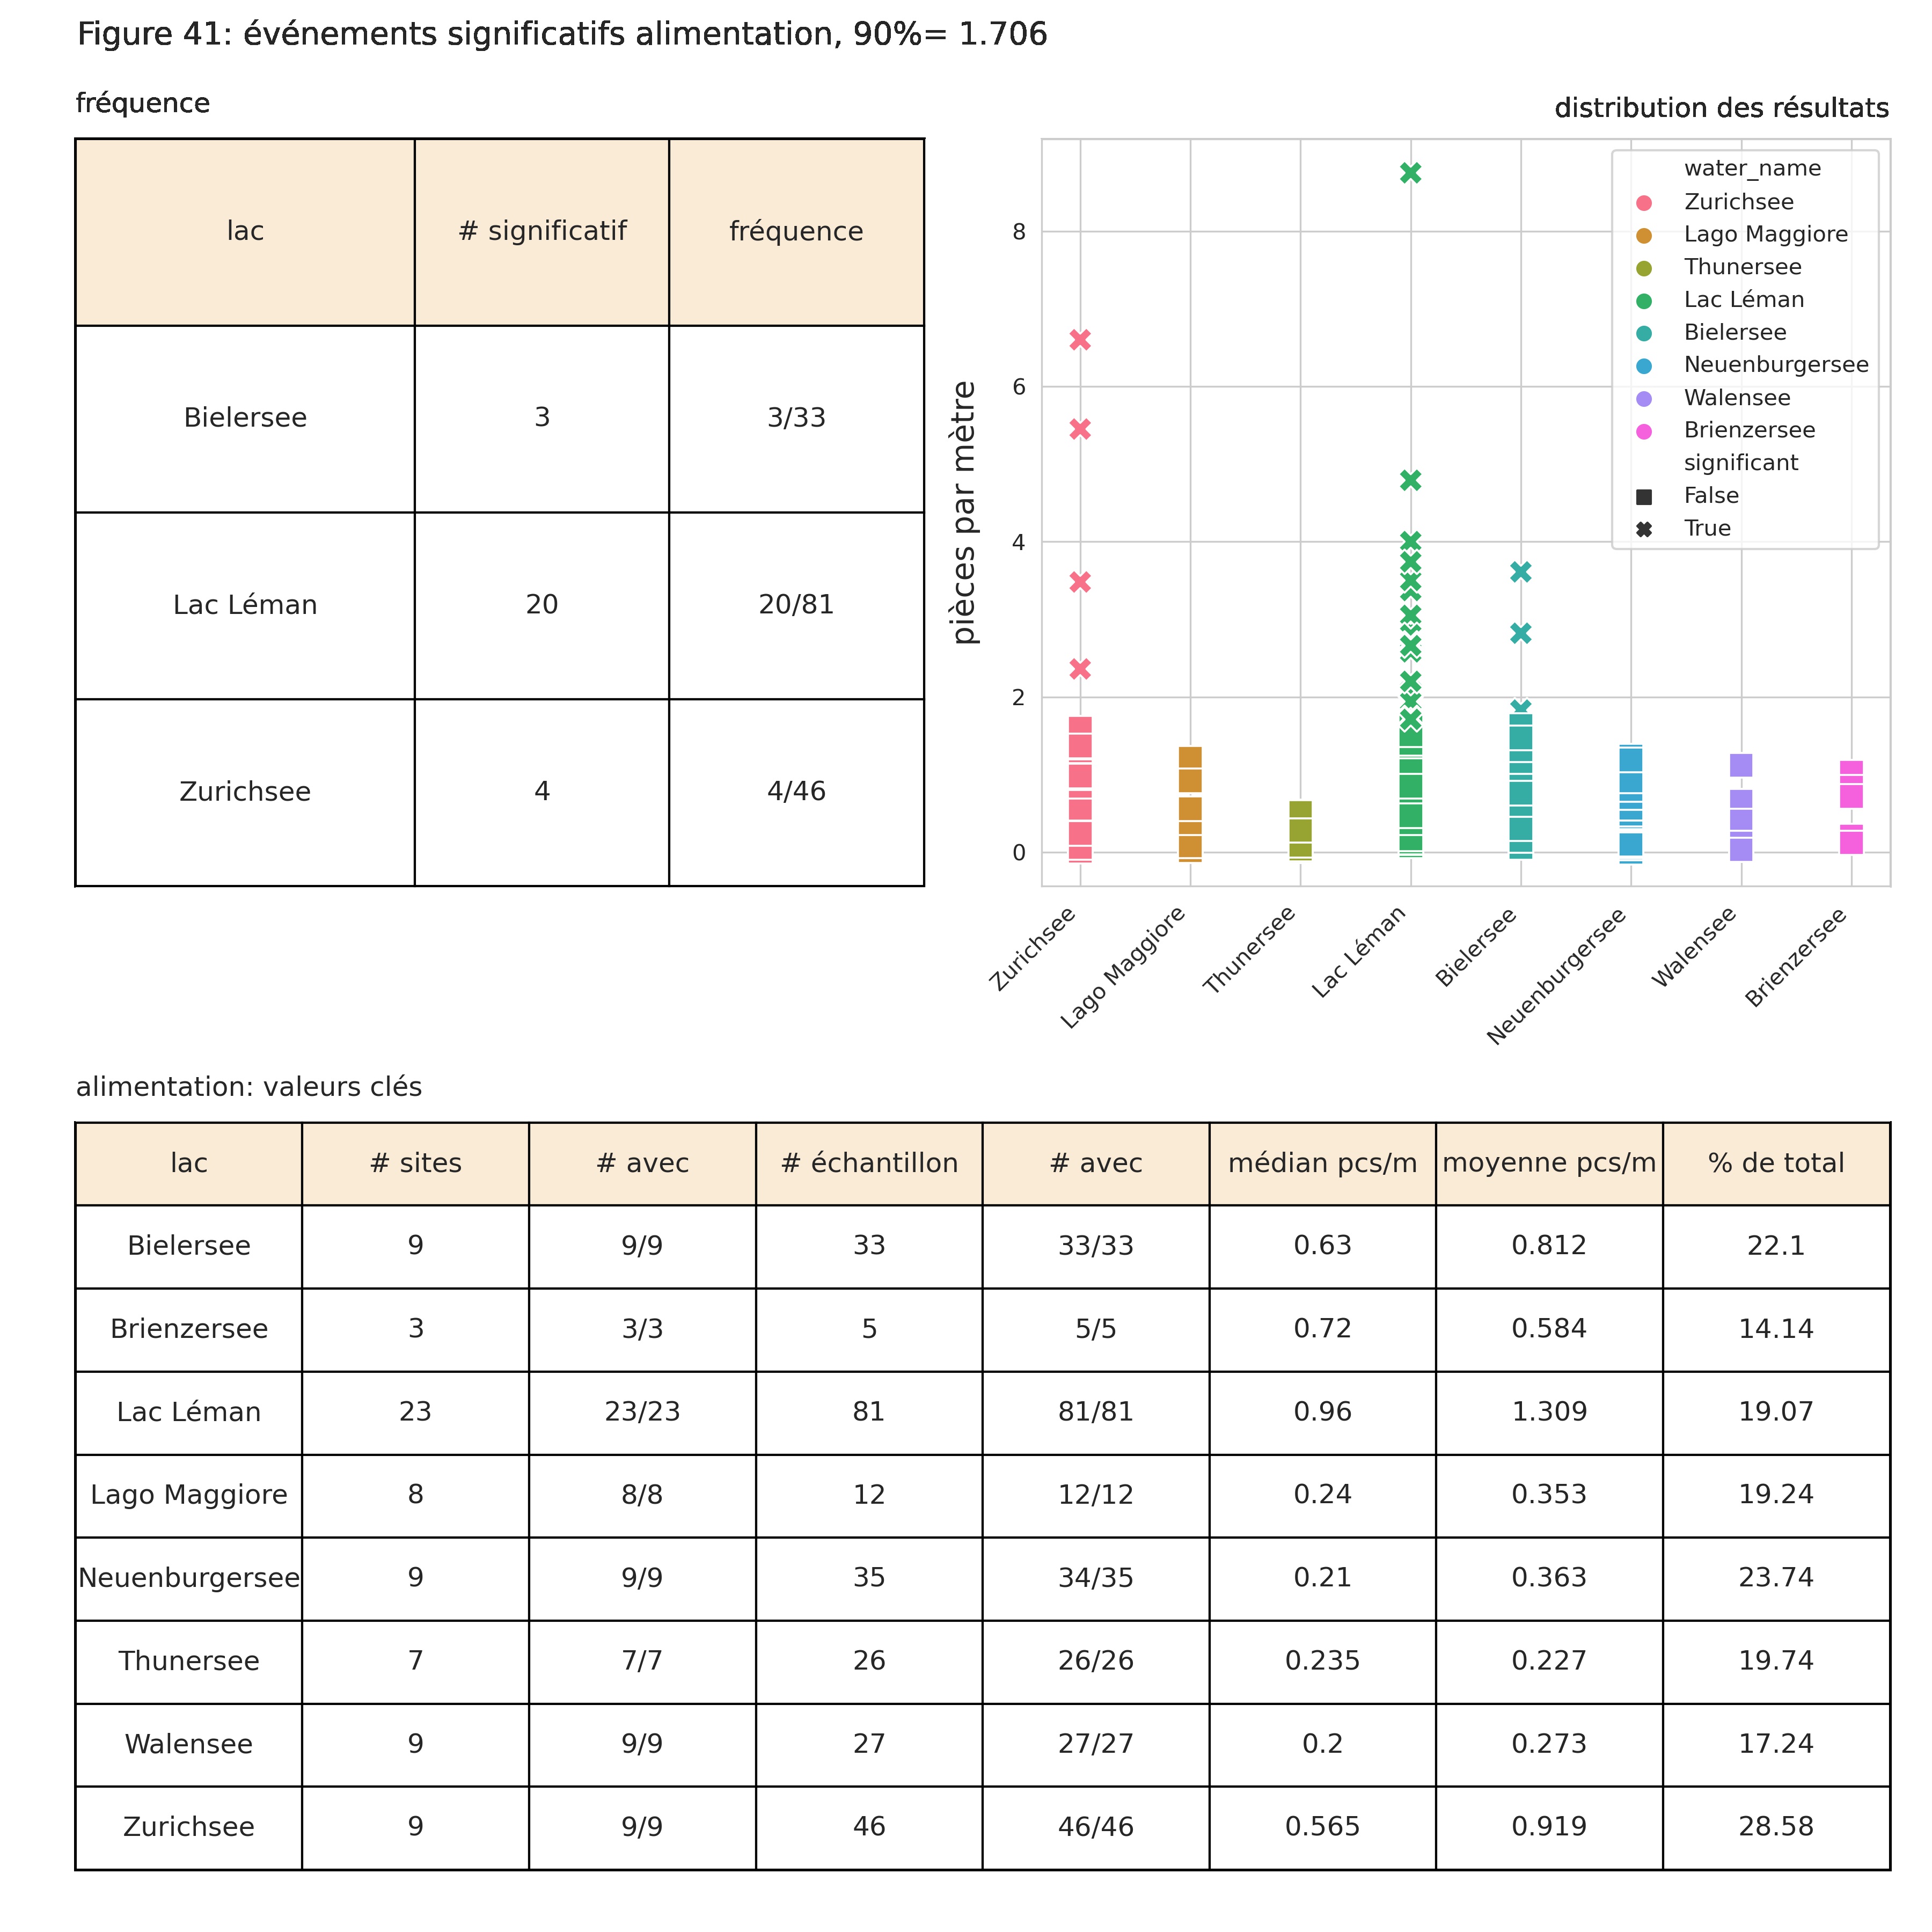 Figure 41: événements significatifs alimentation, 90%= 1.706
fréquence
lac # significatif fréquence
Bielersee 3 3/33
Lac Léman 20 20/81
Zurichsee 4 4/46
distribution des résultats
pièces par mètre
8
6
4
2
0
water_name
Zurichsee
Lago Maggiore
Thunersee
Lac Léman
Bielersee
Neuenburgersee
Walensee
Brienzersee
significant
False
True
Zurichsee
Lago Maggiore
Thunersee
Lac Léman
Bielersee
Neuenburgersee
Walensee
Brienzersee
alimentation: valeurs clés
lac # sites # avec # échantillon # avec médian pcs/m moyenne pcs/m % de total
Bielersee 9 9/9 33 33/33 0.63 0.812 22.1
Brienzersee 3 3/3 5 5/5 0.72 0.584 14.14
Lac Léman 23 23/23 81 81/81 0.96 1.309 19.07
Lago Maggiore 8 8/8 12 12/12 0.24 0.353 19.24
Neuenburgersee 9 9/9 35 34/35 0.21 0.363 23.74
Thunersee 7 7/7 26 26/26 0.235 0.227 19.74
Walensee 9 9/9 27 27/27 0.2 0.273 17.24
Zurichsee 9 9/9 46 46/46 0.565 0.919 28.58